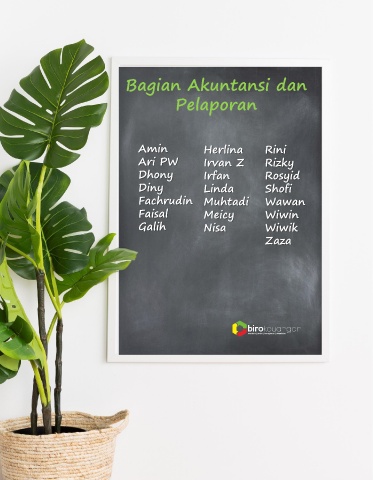 Bagian Akuntansi dan
Pelaporan
Amin
Ari PW
Dhony
Diny
Fachrudin
Faisal
Galih
Herlina
Irvan Z
Irfan
Linda
Muhtadi
Meicy
Nisa
Rini
Rizky
Rosyid
Shofi
Wawan
Wiwin
Wiwik
Zaza
birokeuangan